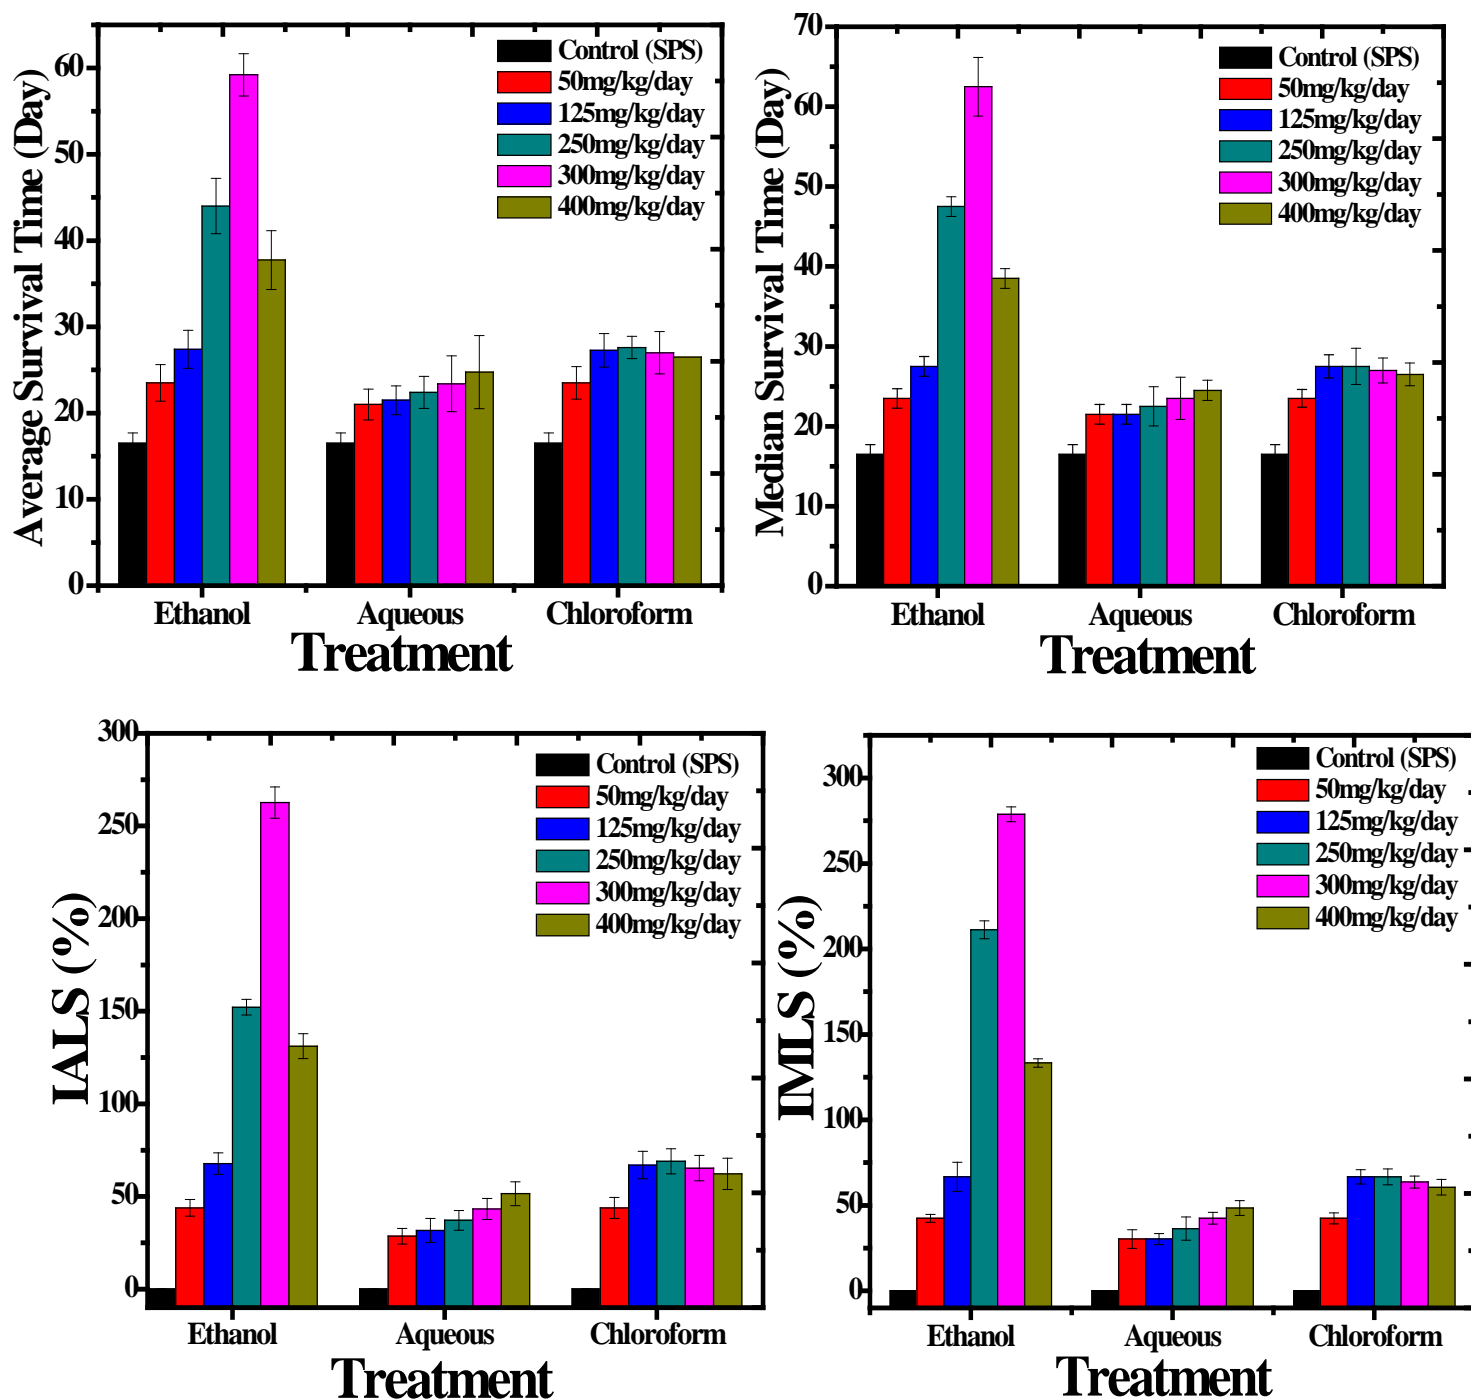 Average Survival Time (Day)
60
50
40
30
20
10
0
Control (SPS)
50mg/kg/day
125mg/kg/day
250mg/kg/day
300mg/kg/day
400mg/kg/day
Ethanol Aqueous Chloroform
Treatment
Median Survival Time (Day)
70
60
50
40
30
20
10
0
Control (SPS)
50mg/kg/day
125mg/kg/day
250mg/kg/day
300mg/kg/day
400mg/kg/day
Ethanol Aqueous Chloroform
Treatment
IALS (%)
300
250
200
150
100
50
0
Control (SPS)
50mg/kg/day
125mg/kg/day
250mg/kg/day
300mg/kg/day
400mg/kg/day
Ethanol Aqueous Chloroform
Treatment
IMLS (%)
300
250
200
150
100
50
0
Control (SPS)
50mg/kg/day
125mg/kg/day
250mg/kg/day
300mg/kg/day
400mg/kg/day
Ethanol Aqueous Chloroform
Treatment